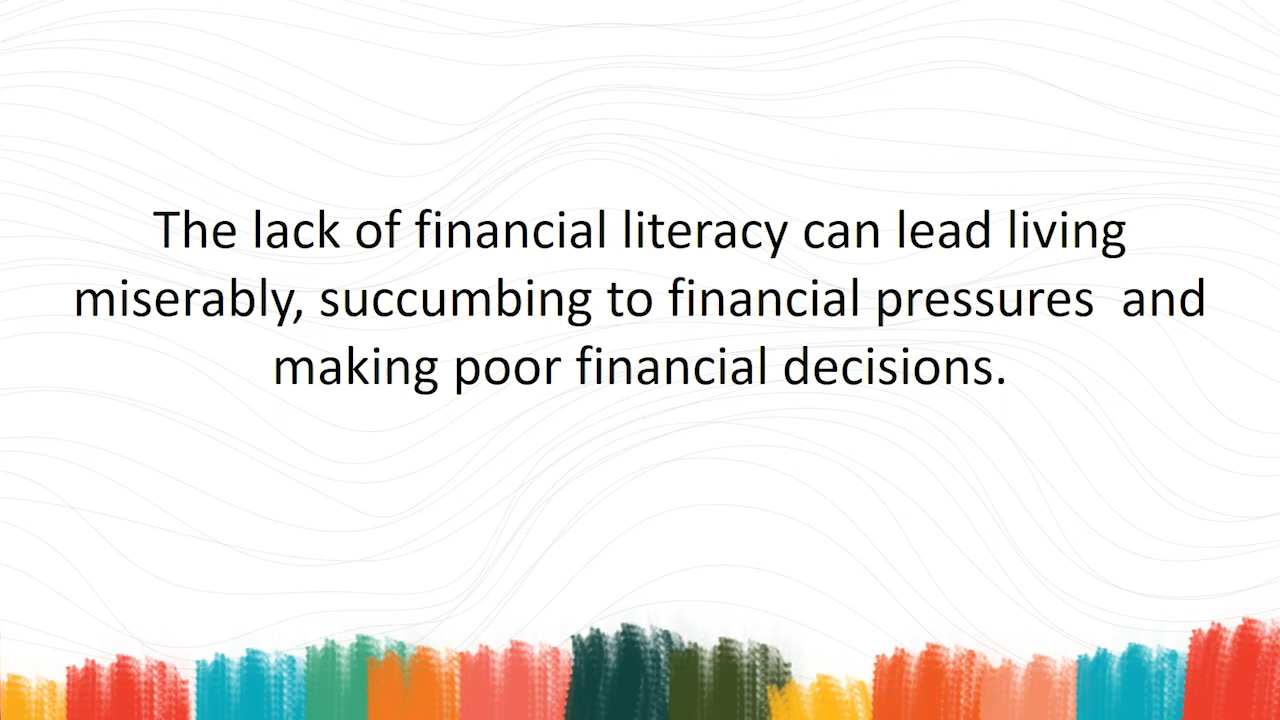 The lack of financial literacy can lead living
miserably, succumbing to financial pressures  and
making poor financial decisions.